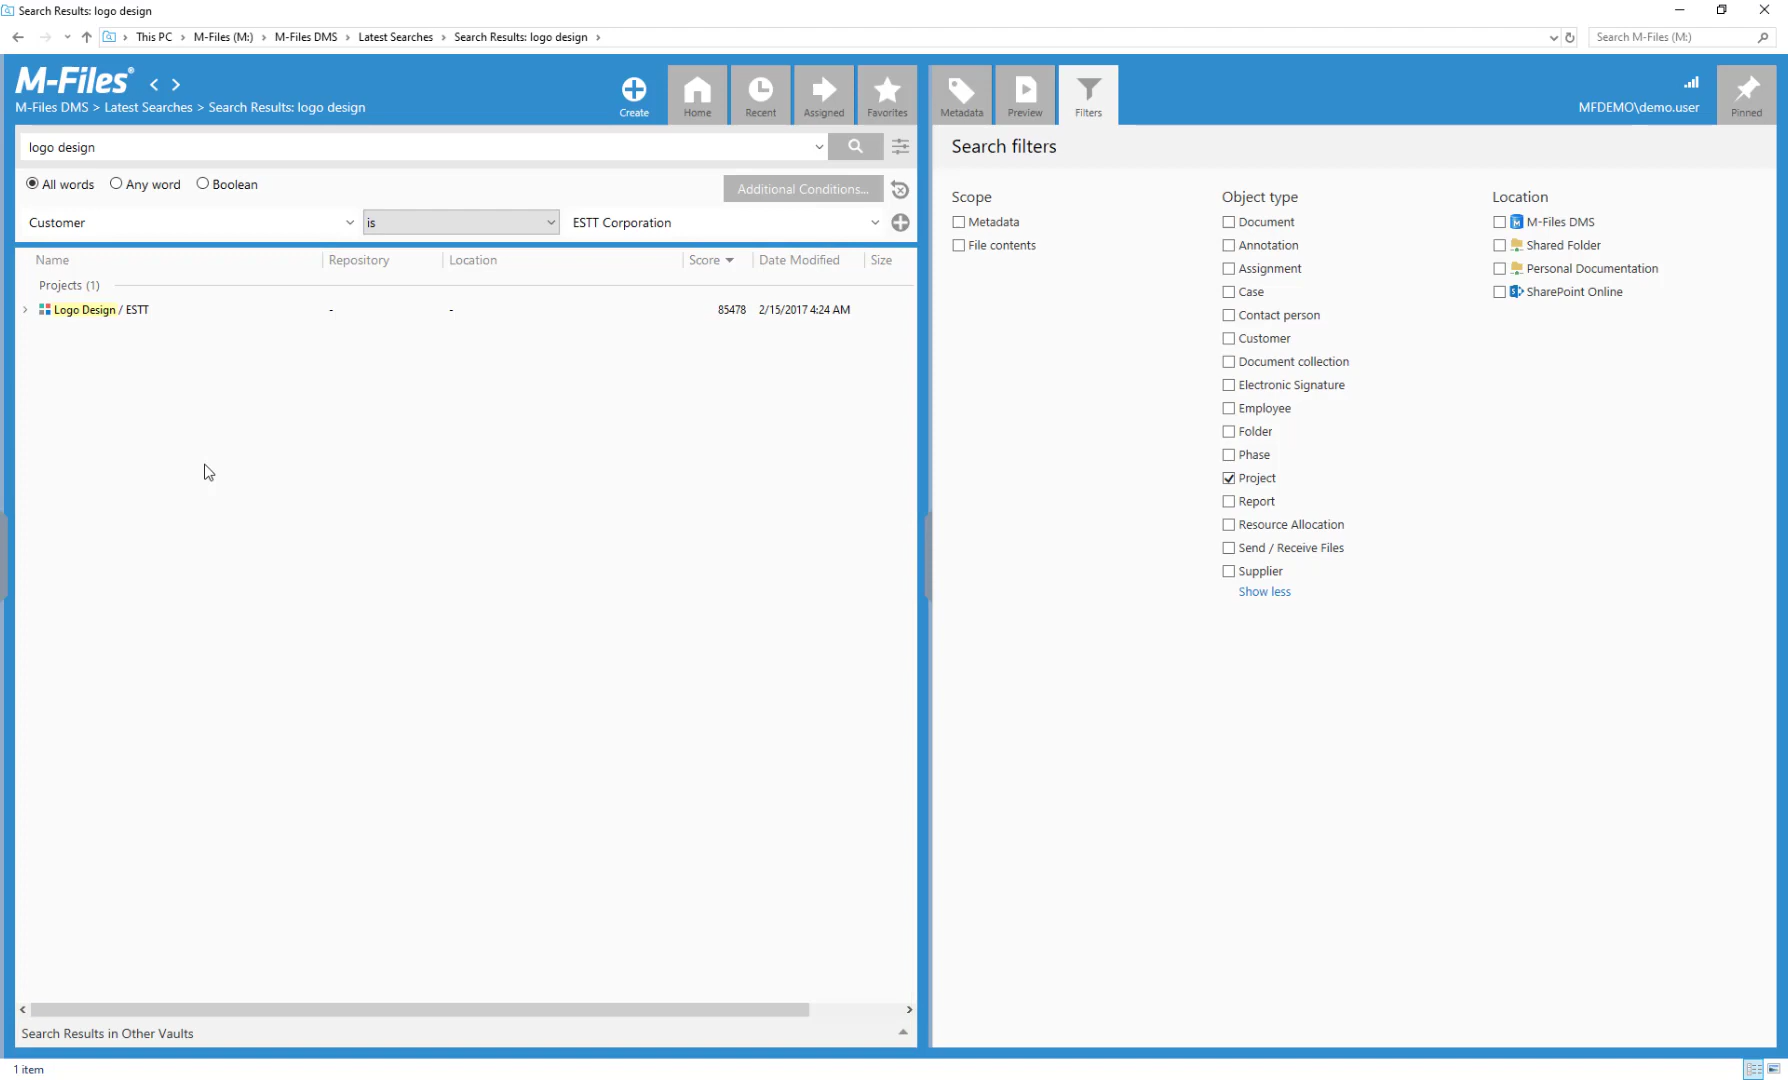 Search Results: logo design
This PC > M-Files (M:) > M-Files DMS > Latest Searches > Search Results: logo design >
Search M-Files (M:)
M-Files®
M-Files DMS > Latest Searches > Search Results: logo design
Create
Home
Recent
Assigned
Favorites
Metadata
Preview
Filters
MFDEMO\demo.user
Pinned
logo design
All words Any word Boolean
Additional Conditions...
Customer is ESTT Corporation
Name Repository Location Score Date Modified Size
Projects (1)
Logo Design / ESTT - - 85478 2/15/2017 4:24 AM
Search Results in Other Vaults
1 item
Search filters
Scope
Metadata
File contents
Object type
Document
Annotation
Assignment
Case
Contact person
Customer
Document collection
Electronic Signature
Employee
Folder
Phase
Project
Report
Resource Allocation
Send / Receive Files
Supplier
Show less
Location
M-Files DMS
Shared Folder
Personal Documentation
SharePoint Online